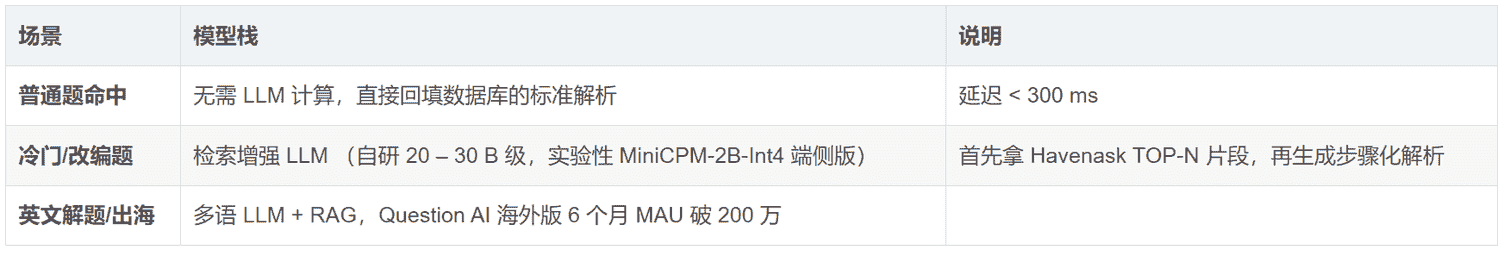 场景 模型栈 说明
普通题命中 无需 LLM 计算，直接回填数据库的标准解析 延迟 < 300 ms
冷门/改编题 检索增强 LLM （自研 20 – 30 B 级，实验性 MiniCPM-2B-Int4 端侧版） 首先拿 Havenask TOP-N 片段，再生成步骤化解析
英文解题/出海 多语 LLM + RAG，Question AI 海外版 6 个月 MAU 破 200 万